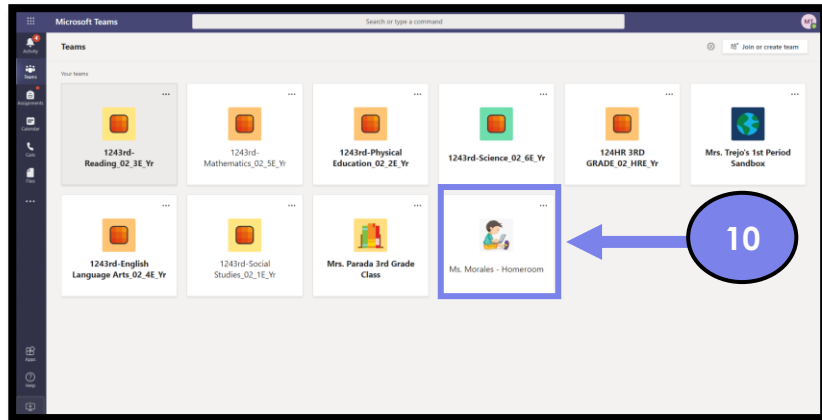 Microsoft Teams
Search or type a command
MT
4
Activity
Teams
Assignments
Calendar
Calls
Files
...
Apps
Help
Teams
Join or create team
Your teams
1243rd-
Reading_02_3E_Yr
1243rd-
Mathematics_02_5E_Yr
1243rd-Physical
Education_02_2E_Yr
1243rd-Science_02_6E_Yr
124HR 3RD
GRADE_02_HRE_Yr
Mrs. Trejo's 1st Period
Sandbox
1243rd-English
Language Arts_02_4E_Yr
1243rd-Social
Studies_02_1E_Yr
Mrs. Parada 3rd Grade
Class
Ms. Morales - Homeroom
10